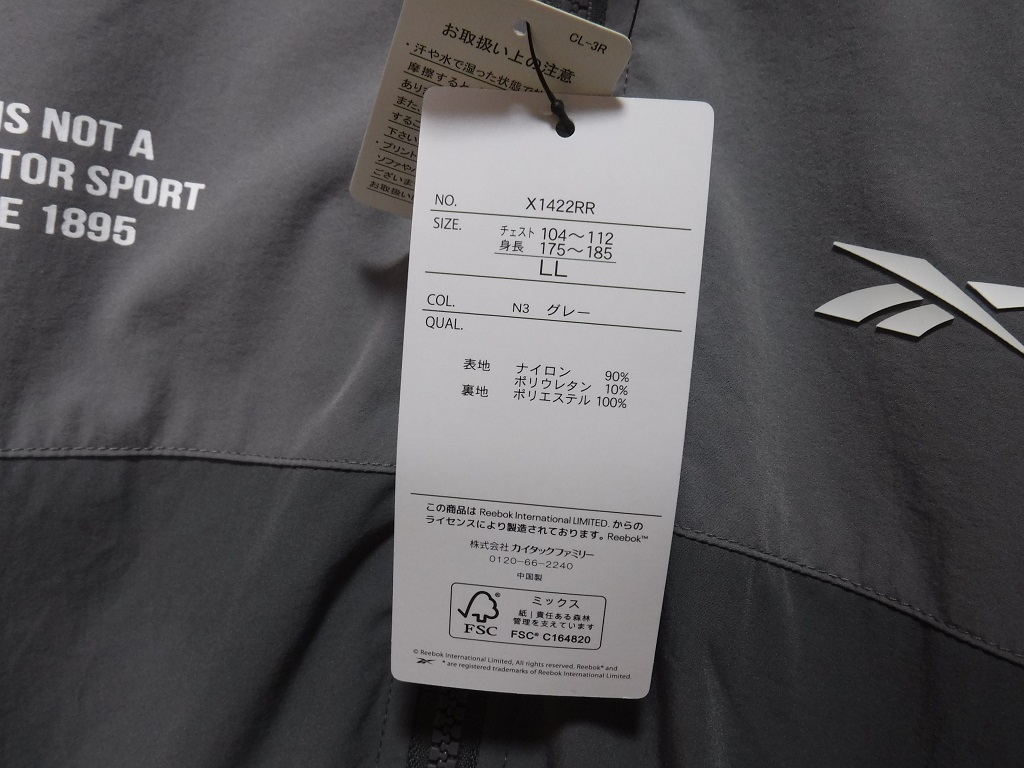 IS NOT A
TOR SPORT
E 1895
CL-3R
お取扱い上の注意
・汗や水で湿った状態で
摩擦すると
あり
また
するこ
下さい
・プリント
ソファや
ございま
お取扱い
NO. X1422RR
SIZE. チェスト 104～112
身長 175～185
LL
COL. N3 グレー
QUAL.
表地 ナイロン 90%
ポリウレタン 10%
裏地 ポリエステル 100%
この商品は Reebok International LIMITED. からの
ライセンスにより製造されております。Reebok™
株式会社 カイタックファミリー
0120-66-2240
中国製
FSC
ミックス
紙｜責任ある森林
管理を支えています
FSC® C164820
© Reebok International Limited, All rights reserved. Reebok® and
® are registered trademarks of Reebok International Limited.